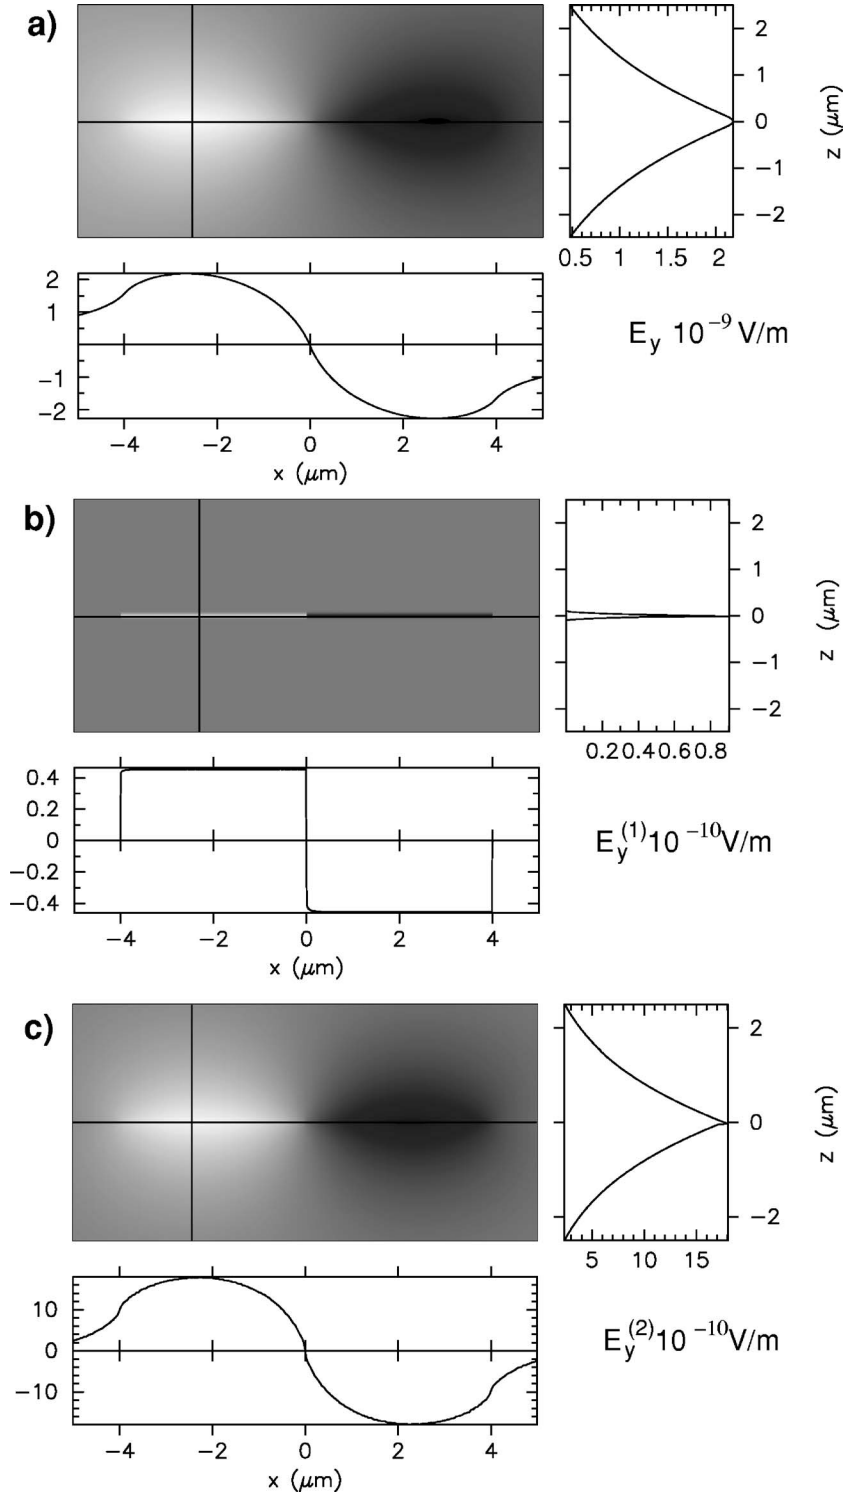 a)
2
1
0
−1
−2
z (μm)
0.5 1 1.5 2
2
1
−1
−2
−4 −2 0 2 4
x (μm)
E_y 10^−9 V/m
b)
2
1
0
−1
−2
z (μm)
0.2 0.4 0.6 0.8
0.4
0.2
0
−0.2
−0.4
−4 −2 0 2 4
x (μm)
E_y^(1) 10^−10 V/m
c)
2
0
−2
z (μm)
5 10 15
10
0
−10
−4 −2 0 2 4
x (μm)
E_y^(2) 10^−10 V/m